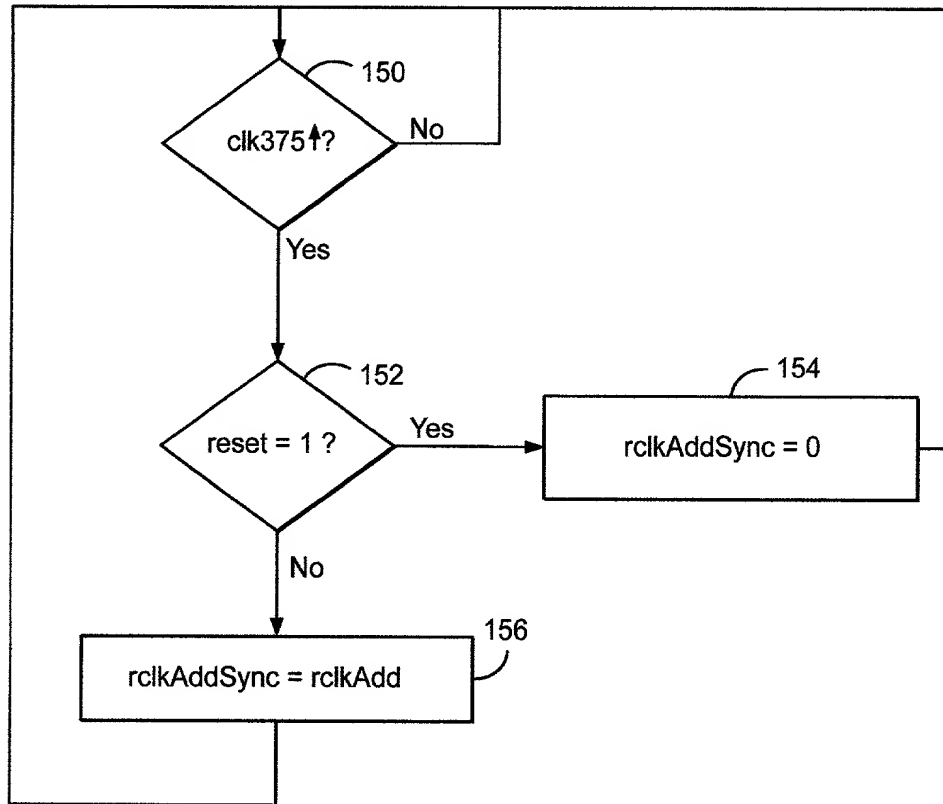 150
clk375↑?
No
Yes
152
reset = 1 ?
Yes
154
rclkAddSync = 0
No
156
rclkAddSync = rclkAdd